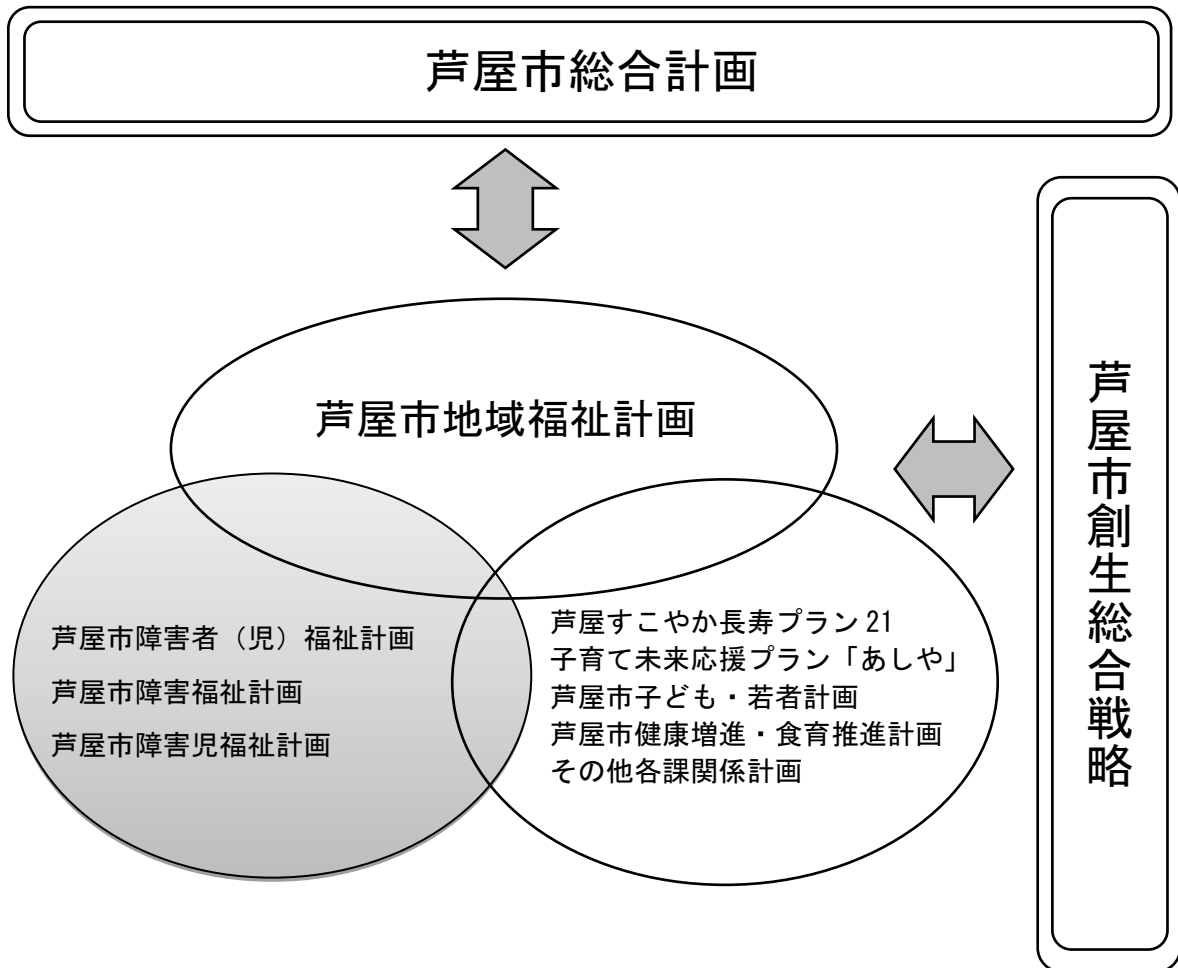 芦屋市総合計画
芦屋市地域福祉計画
芦屋市障害者（児）福祉計画
芦屋市障害福祉計画
芦屋市障害児福祉計画
芦屋すこやか長寿プラン 21
子育て未来応援プラン「あしや」
芦屋市子ども・若者計画
芦屋市健康増進・食育推進計画
その他各課関係計画
芦屋市創生総合戦略